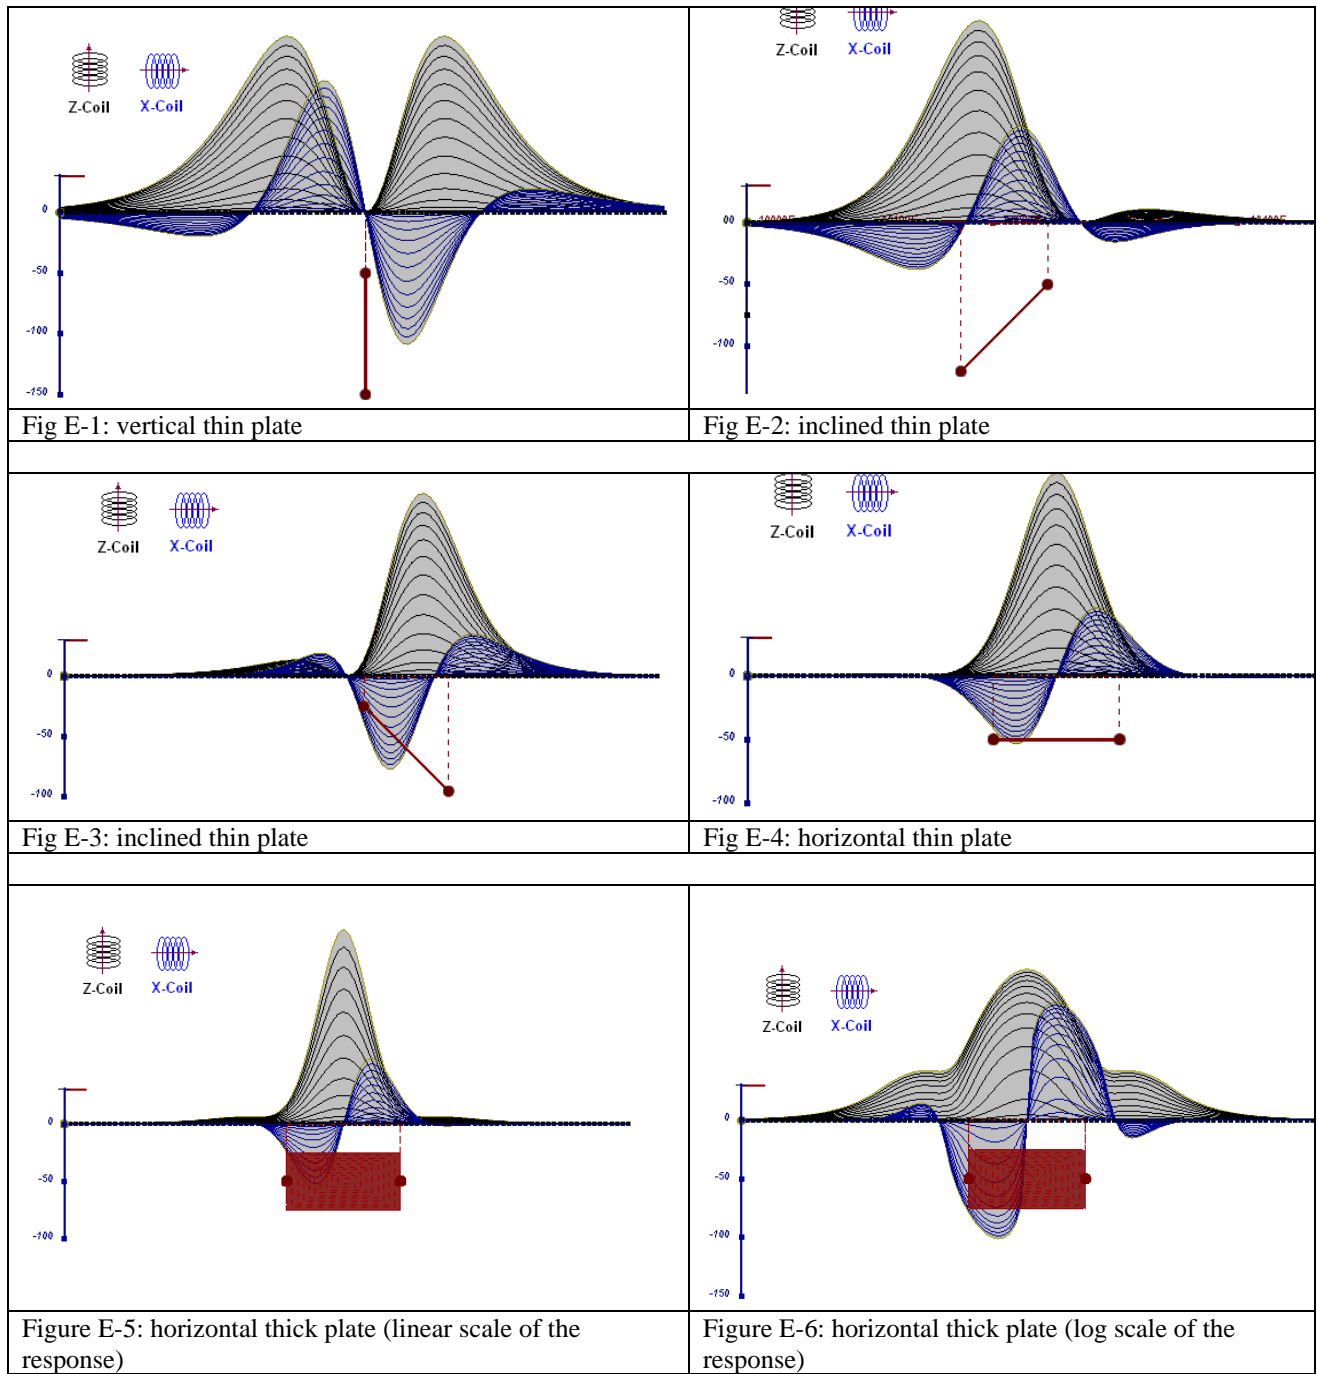 Z-Coil X-Coil
0
-50
-100
-150
Fig E-1: vertical thin plate
Z-Coil X-Coil
00
-50
-100
Fig E-2: inclined thin plate
Z-Coil X-Coil
0
-50
-100
Fig E-3: inclined thin plate
Z-Coil X-Coil
0
-50
-100
Fig E-4: horizontal thin plate
Z-Coil X-Coil
0
-50
-100
Figure E-5: horizontal thick plate (linear scale of the
response)
Z-Coil X-Coil
0
-50
-100
-150
Figure E-6: horizontal thick plate (log scale of the
response)